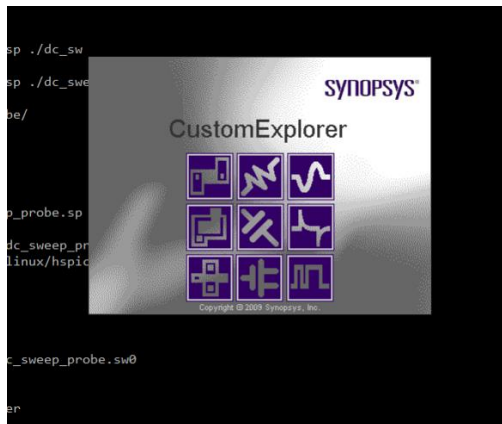 sp ./dc_sw
sp ./dc_swe
be/
SYNOPSYS®
CustomExplorer
p_probe.sp
dc_sweep_pr
linux/hspic
Copyright © 2009 Synopsys, Inc.
c_sweep_probe.sw0
er